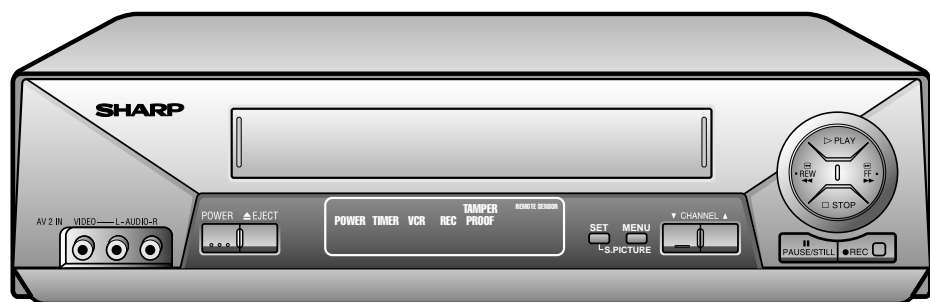 SHARP
▷ PLAY
REW
◀◀
FF
▶▶
□ STOP
AV 2 IN VIDEO L-AUDIO-R
POWER ▲EJECT
POWER TIMER VCR REC TAMPER PROOF
REMOTE SENSOR
SET MENU
S.PICTURE
▼ CHANNEL ▲
PAUSE/STILL
●REC